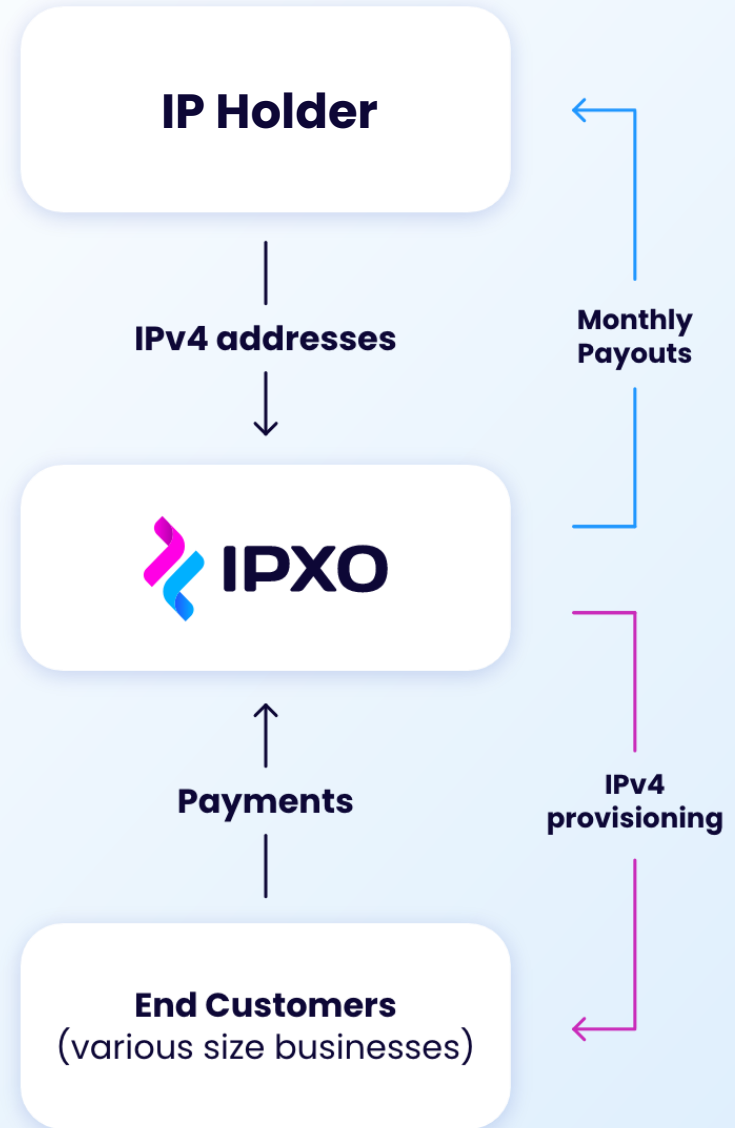 IP Holder
IPv4 addresses
Monthly
Payouts
IPXO
Payments
IPv4
provisioning
End Customers
(various size businesses)